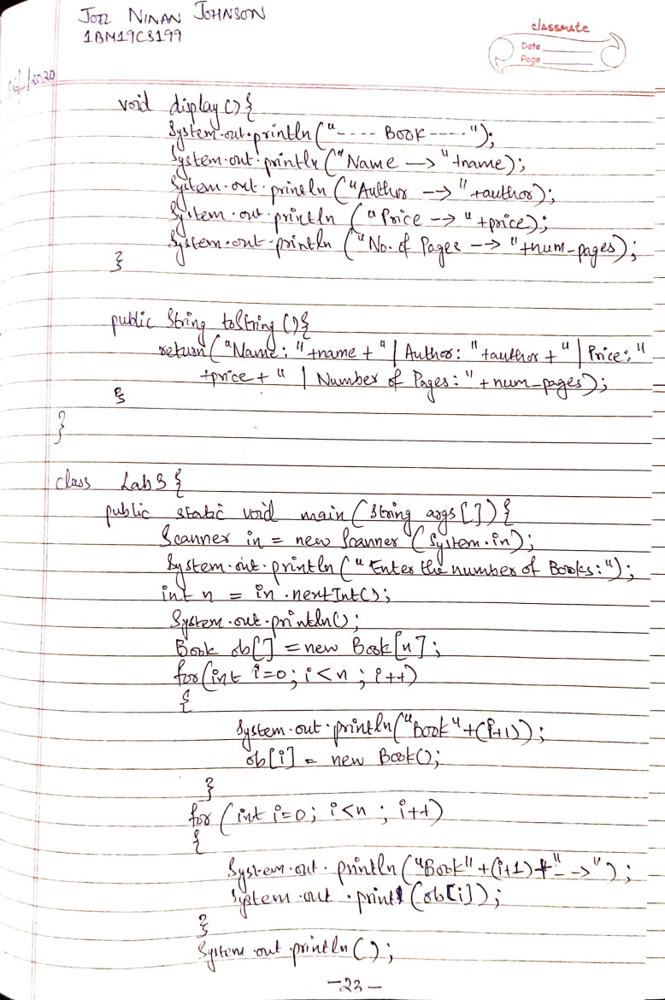 JOEL NINAN JOHNSON
1BM19CS199
classmate
Date
Page
void display(){
System.out.println("---- Book ----");
System.out.println("Name --> "+name);
System.out.println("Author --> "+author);
System.out.println("Price --> "+price);
System.out.println("No. of Pages --> "+num_pages);
}
public String toString(){
return("Name: "+name+" | Author: "+author+" | Price: "
+price+" | Number of Pages: "+num_pages);
}
}
class Lab3{
public static void main(String args[]){
Scanner in = new Scanner(System.in);
System.out.println("Enter the number of Books:");
int n = in.nextInt();
System.out.println();
Book ob[] = new Book[n];
for(int i=0; i<n; i++)
{
System.out.println("Book"+(i+1));
ob[i] = new Book();
}
for(int i=0; i<n; i++)
{
System.out.println("Book"+(i+1)+"-->");
System.out.print(ob[i]);
}
System.out.println();
-23-